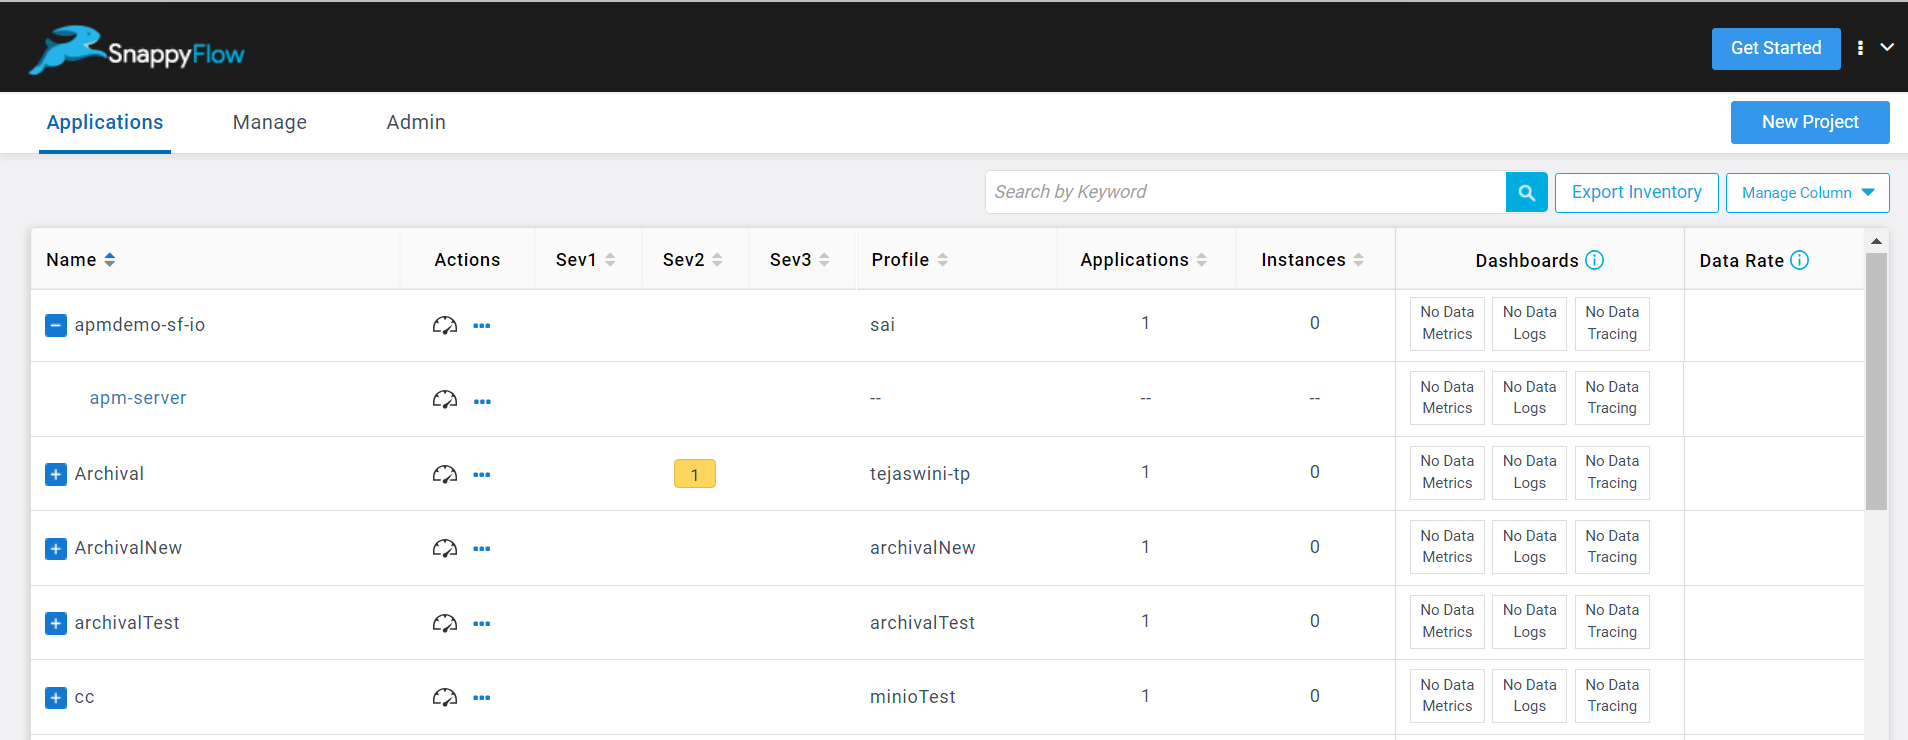 SnappyFlow
Get Started
Applications Manage Admin
New Project
Search by Keyword
Export Inventory
Manage Column
Name Actions Sev1 Sev2 Sev3 Profile Applications Instances Dashboards Data Rate
apmdemo-sf-io sai 1 0
No Data Metrics No Data Logs No Data Tracing
apm-server -- -- --
No Data Metrics No Data Logs No Data Tracing
Archival 1 tejaswini-tp 1 0
No Data Metrics No Data Logs No Data Tracing
ArchivalNew archivalNew 1 0
No Data Metrics No Data Logs No Data Tracing
archivalTest archivalTest 1 0
No Data Metrics No Data Logs No Data Tracing
cc minioTest 1 0
No Data Metrics No Data Logs No Data Tracing